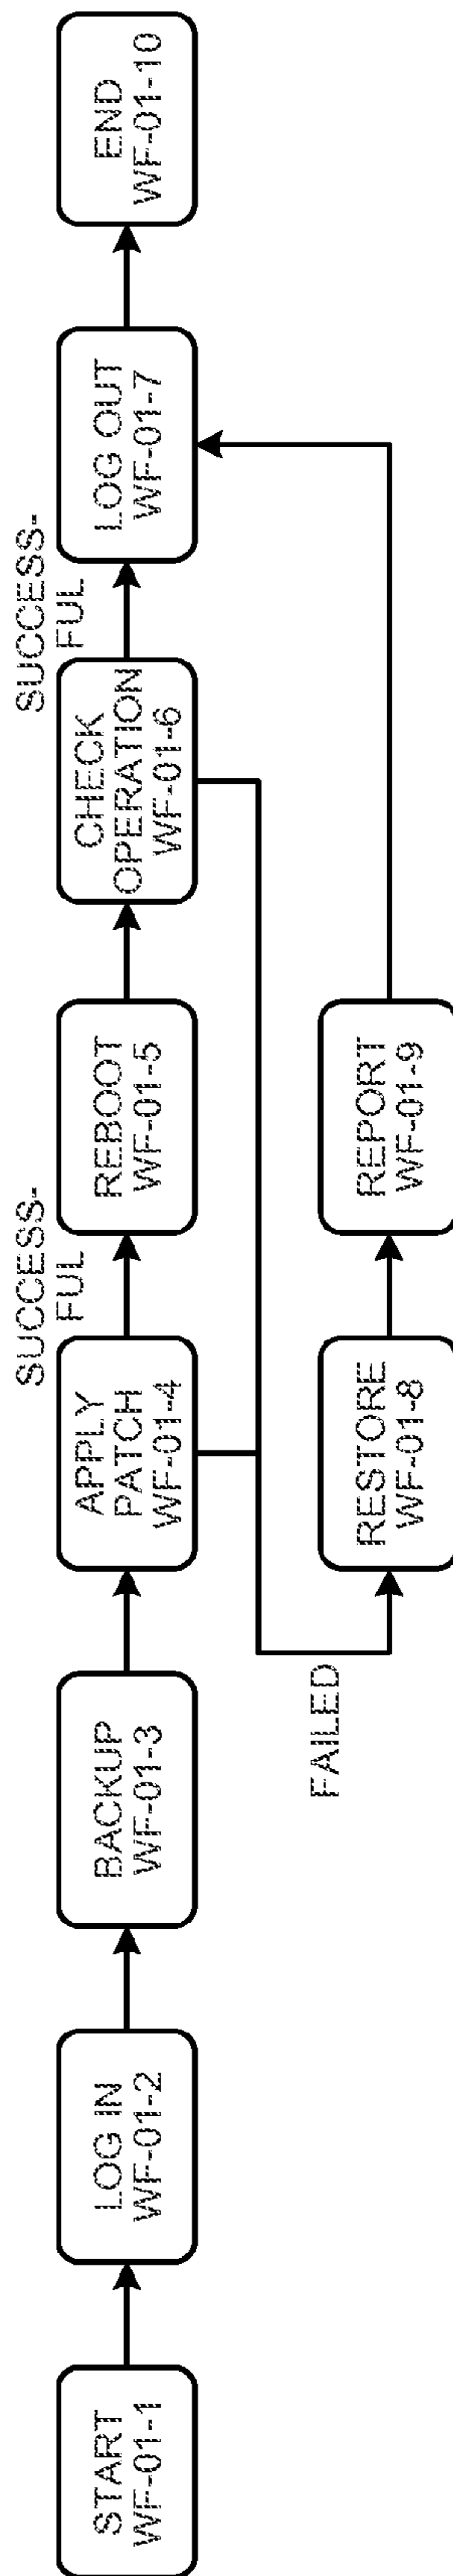 START
WF-01-1
LOG IN
WF-01-2
BACKUP
WF-01-3
APPLY
PATCH
WF-01-4
SUCCESS-
FUL
REBOOT
WF-01-5
CHECK
OPERATION
WF-01-6
SUCCESS-
FUL
LOG OUT
WF-01-7
END
WF-01-10
FAILED
RESTORE
WF-01-8
REPORT
WF-01-9